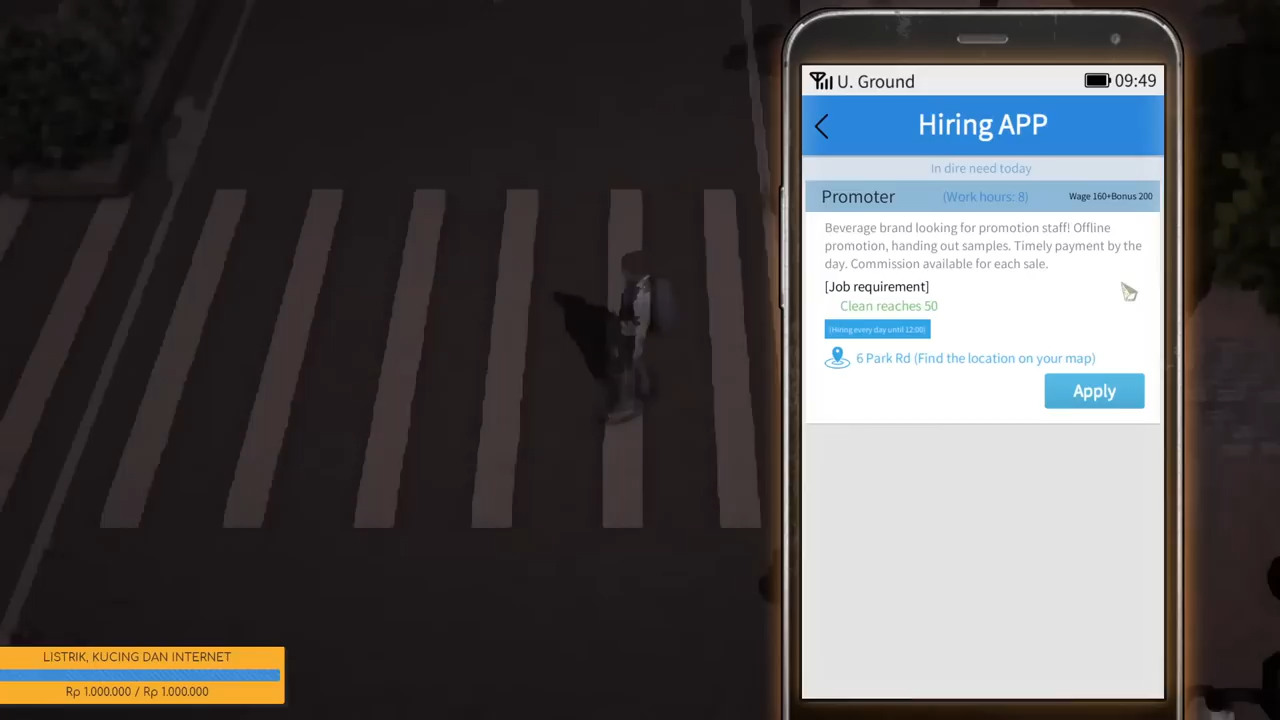 U. Ground
09:49
Hiring APP
In dire need today
Promoter
(Work hours: 8)
Wage 160+Bonus 200
Beverage brand looking for promotion staff! Offline
promotion, handing out samples. Timely payment by the
day. Commission available for each sale.
[Job requirement]
Clean reaches 50
(Hiring every day until 12:00)
6 Park Rd (Find the location on your map)
Apply
LISTRIK, KUCING DAN INTERNET
Rp 1.000.000 / Rp 1.000.000